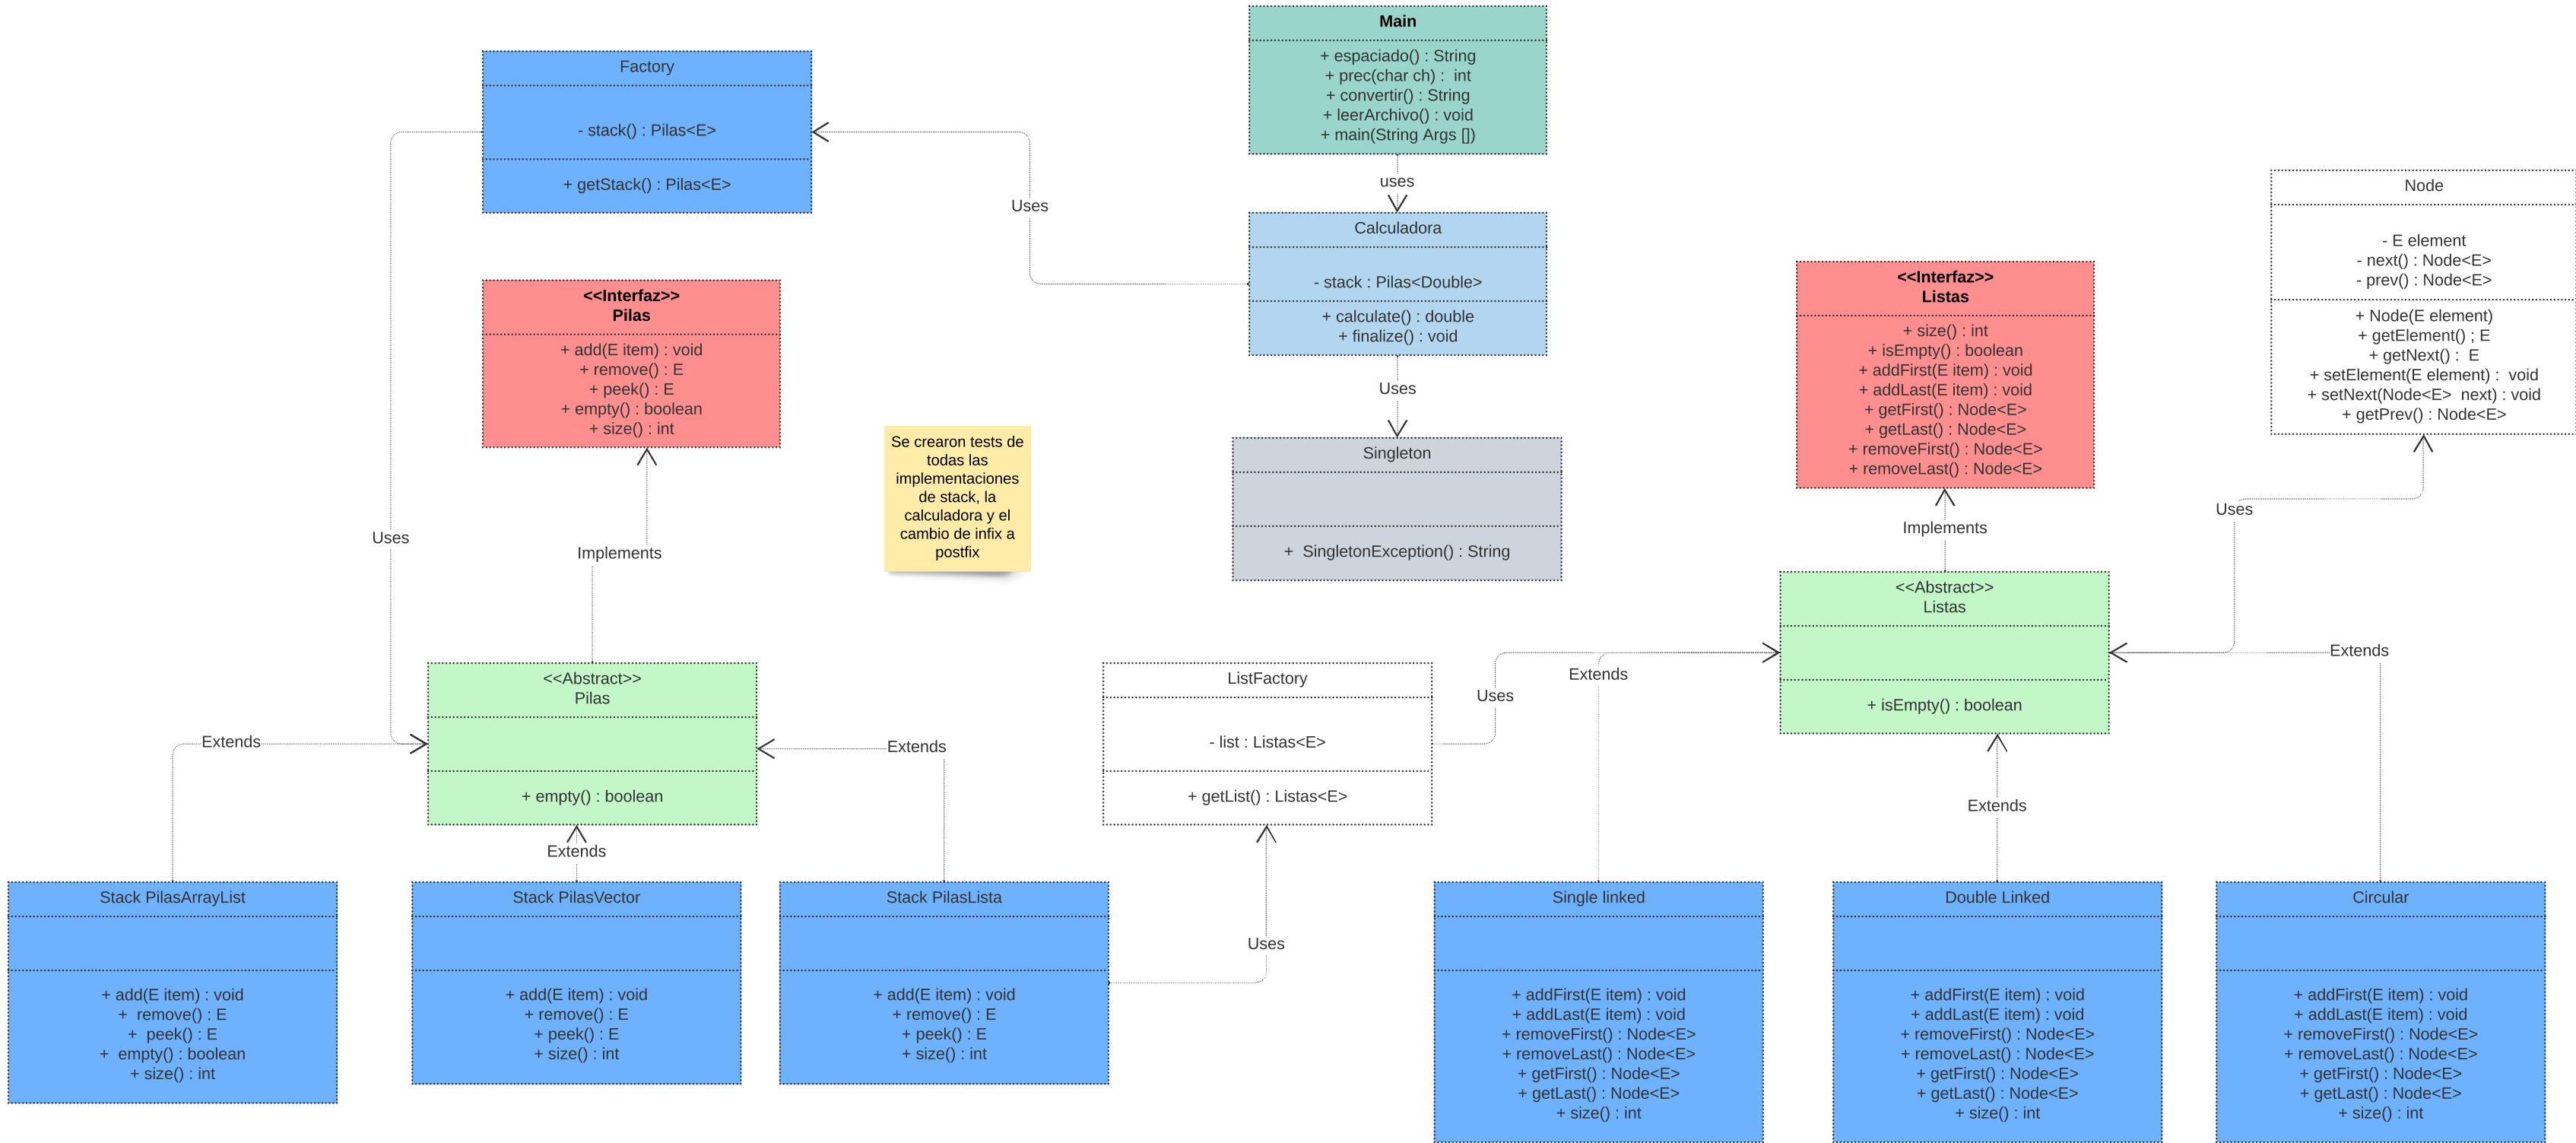 Main
+ espaciado() : String
+ prec(char ch) :  int
+ convertir() : String
+ leerArchivo() : void
+ main(String Args [])
uses
Factory
- stack() : Pilas<E>
+ getStack() : Pilas<E>
Uses
Calculadora
- stack : Pilas<Double>
+ calculate() : double
+ finalize() : void
Uses
Singleton
+  SingletonException() : String
Node
- E element
- next() : Node<E>
- prev() : Node<E>
+ Node(E element)
+ getElement() ; E
+ getNext() :  E
+ setElement(E element) :  void
+ setNext(Node<E>  next) : void
+ getPrev() : Node<E>
Uses
<<Interfaz>>
Pilas
+ add(E item) : void
+ remove() : E
+ peek() : E
+ empty() : boolean
+ size() : int
Uses
Implements
Se crearon tests de
todas las
implementaciones
de stack, la
calculadora y el
cambio de infix a
postfix
<<Interfaz>>
Listas
+ size() : int
+ isEmpty() : boolean
+ addFirst(E item) : void
+ addLast(E item) : void
+ getFirst() : Node<E>
+ getLast() : Node<E>
+ removeFirst() : Node<E>
+ removeLast() : Node<E>
Implements
<<Abstract>>
Pilas
+ empty() : boolean
Extends
Extends
Extends
ListFactory
- list : Listas<E>
+ getList() : Listas<E>
Uses
Uses
<<Abstract>>
Listas
+ isEmpty() : boolean
Extends
Extends
Extends
Stack PilasArrayList
+ add(E item) : void
+  remove() : E
+  peek() : E
+  empty() : boolean
+ size() : int
Stack PilasVector
+ add(E item) : void
+ remove() : E
+ peek() : E
+ size() : int
Stack PilasLista
+ add(E item) : void
+ remove() : E
+ peek() : E
+ size() : int
Single linked
+ addFirst(E item) : void
+ addLast(E item) : void
+ removeFirst() : Node<E>
+ removeLast() : Node<E>
+ getFirst() : Node<E>
+ getLast() : Node<E>
+ size() : int
Double Linked
+ addFirst(E item) : void
+ addLast(E item) : void
+ removeFirst() : Node<E>
+ removeLast() : Node<E>
+ getFirst() : Node<E>
+ getLast() : Node<E>
+ size() : int
Circular
+ addFirst(E item) : void
+ addLast(E item) : void
+ removeFirst() : Node<E>
+ removeLast() : Node<E>
+ getFirst() : Node<E>
+ getLast() : Node<E>
+ size() : int